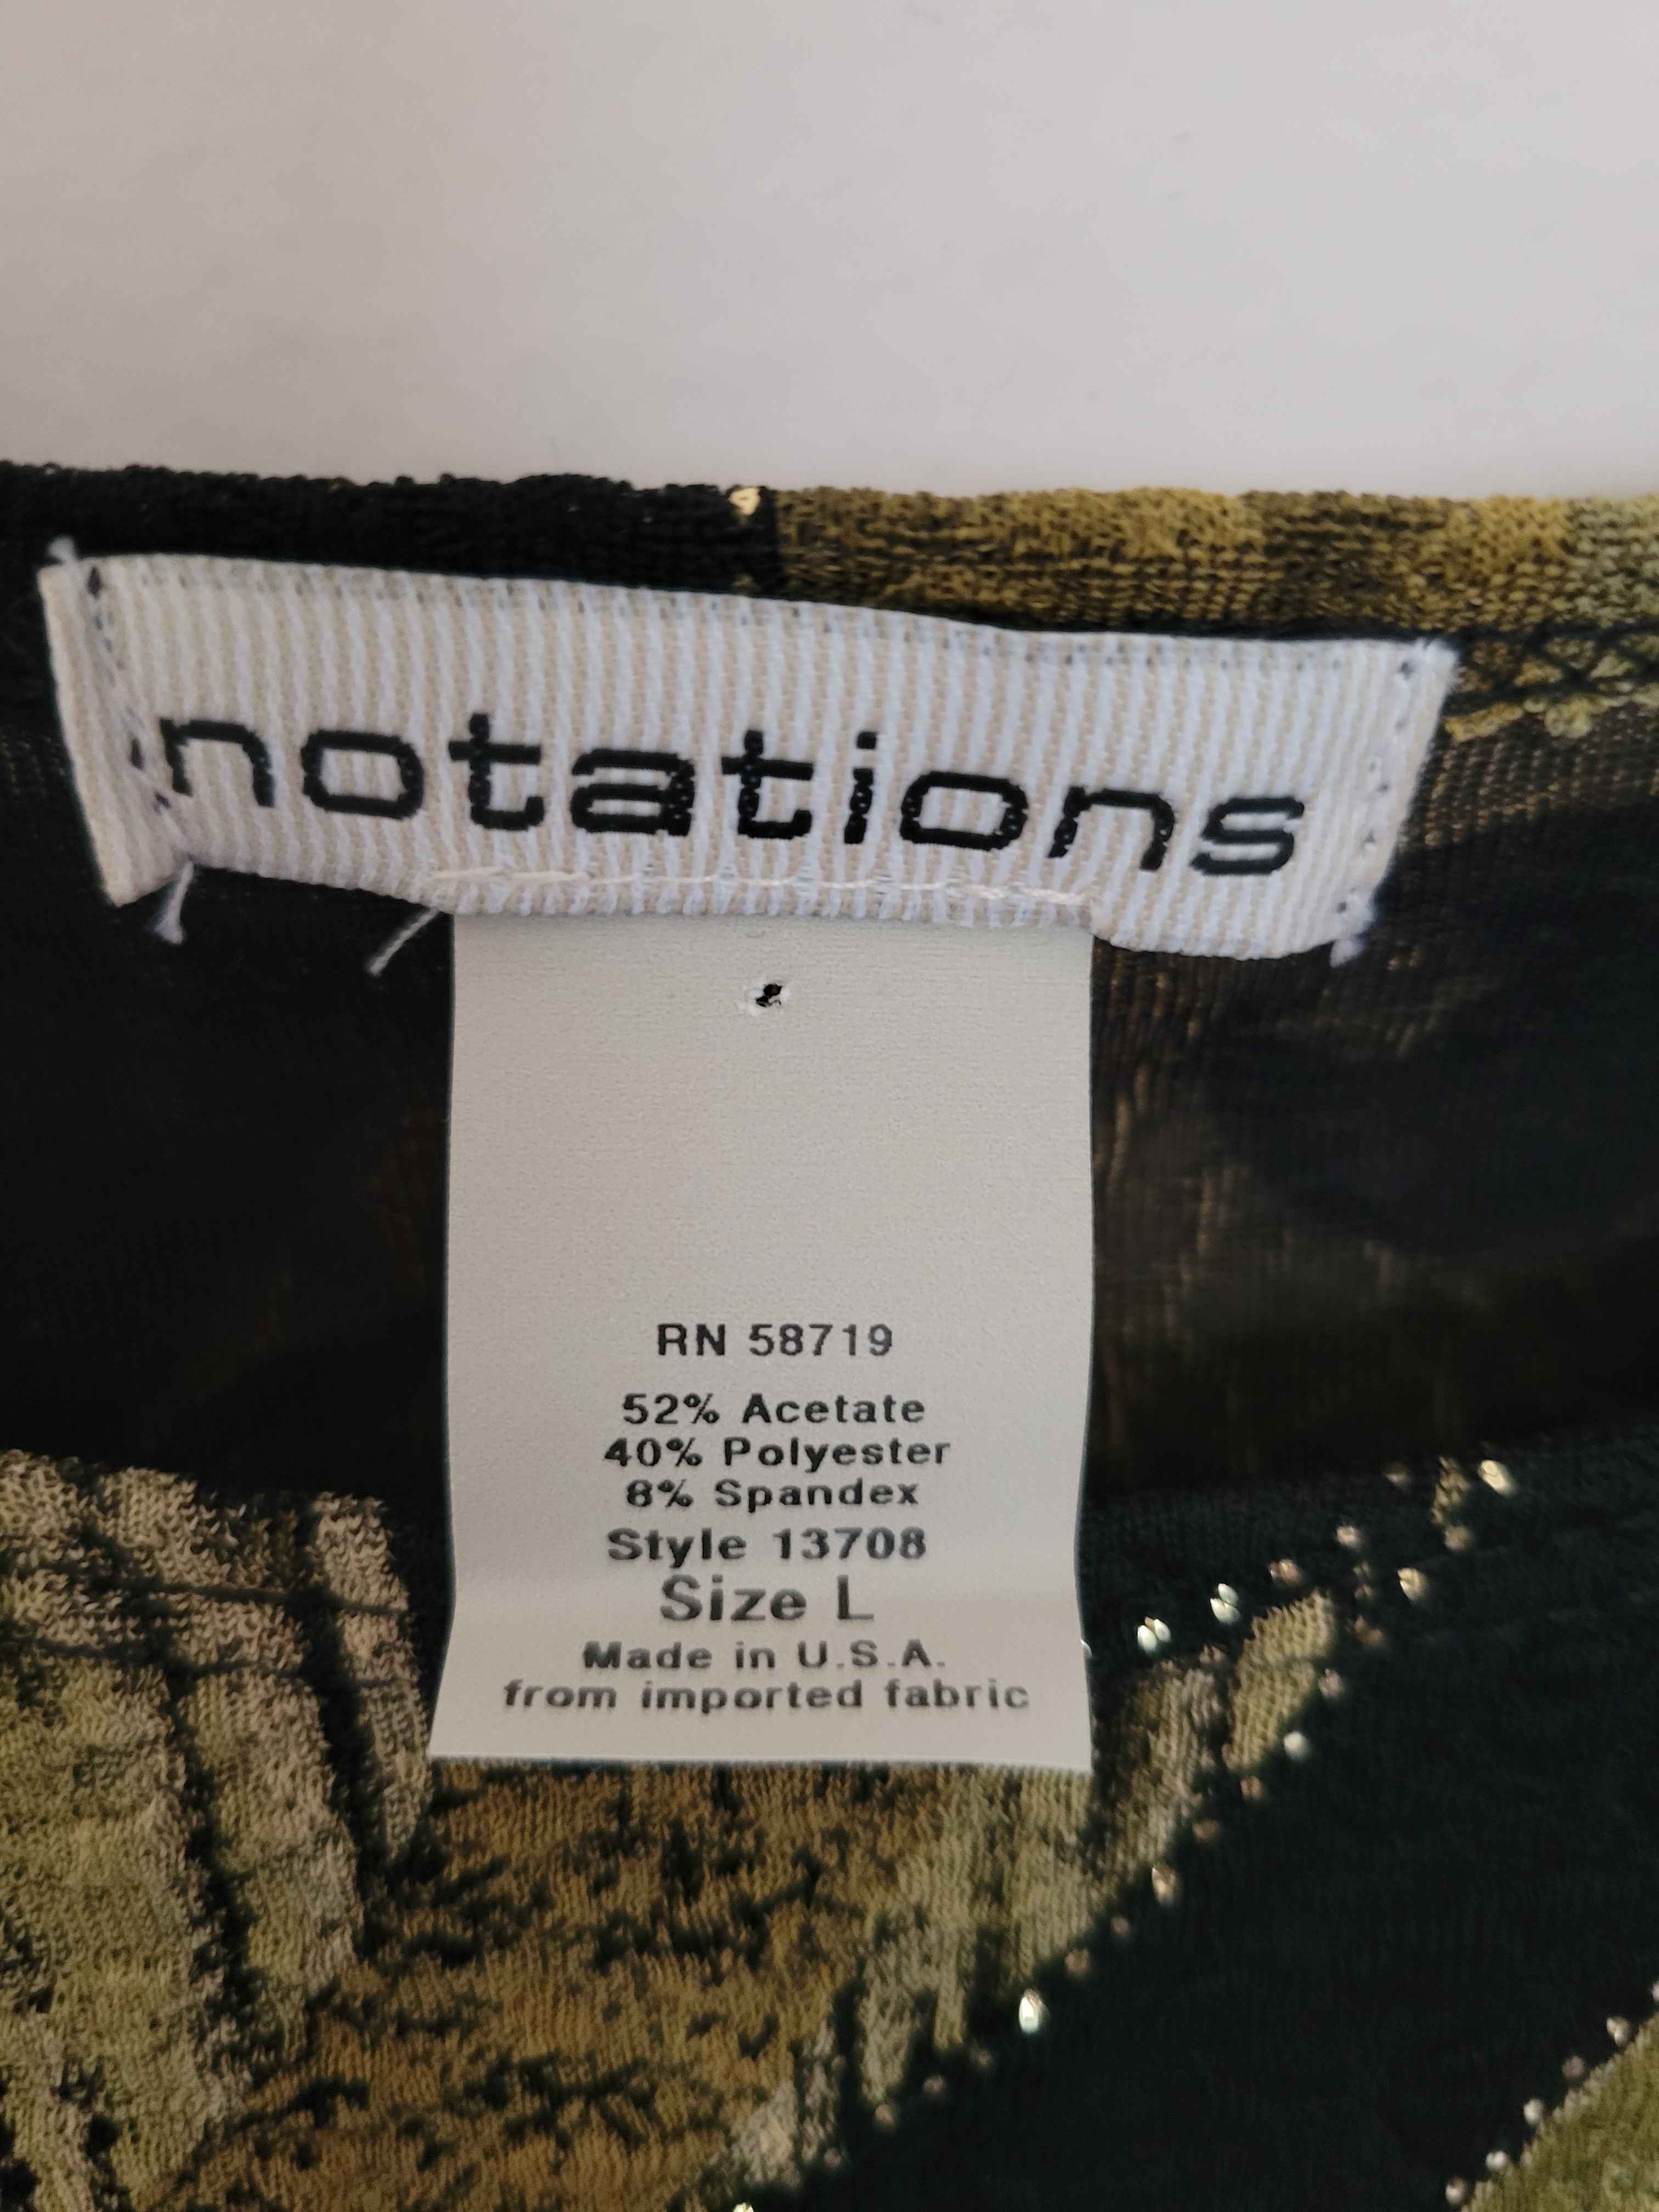 notations
RN 58719
52% Acetate
40% Polyester
8% Spandex
Style 13708
Size L
Made in U.S.A.
from imported fabric